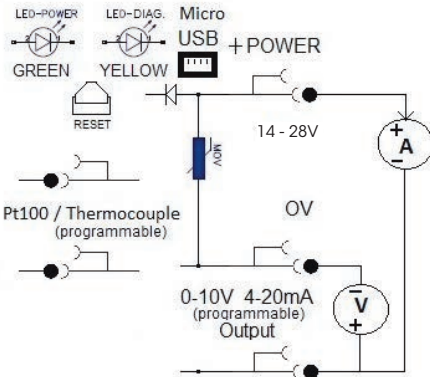 LED-POWER
LED-DIAG.
Micro
USB
+POWER
GREEN
YELLOW
RESET
14 - 28V
+
A
-
MOV
Pt100 / Thermocouple
(programmable)
OV
0-10V 4-20mA
(programmable)
Output
-
V
+